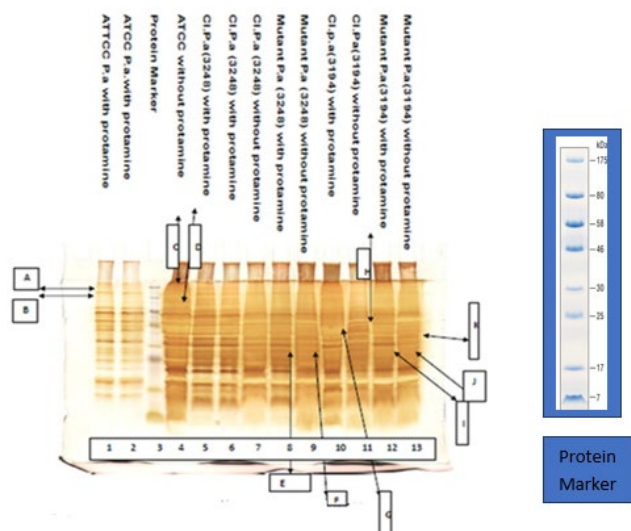 ATTCC P.a with protamine
ATCC P.a.with protamine
Protein Marker
ATCC without protamine
Cl.P.a(3248) with protamine
Cl.P.a (3248) with protamine
Cl.P.a (3248) without protamine
Mutant P.a (3248) with protamine
Mutant P.a (3248) without protamine
Cl.p.a(3194) with protamine
Cl.Pa(3194) without protamine
Mutant P.a(3194) with protamine
Mutant P.a(3194) without protamine
A
B
C
D
H
K
J
I
E
F
G
1 2 3 4 5 6 7 8 9 10 11 12 13
kDa
175
80
58
46
30
25
17
7
Protein
Marker